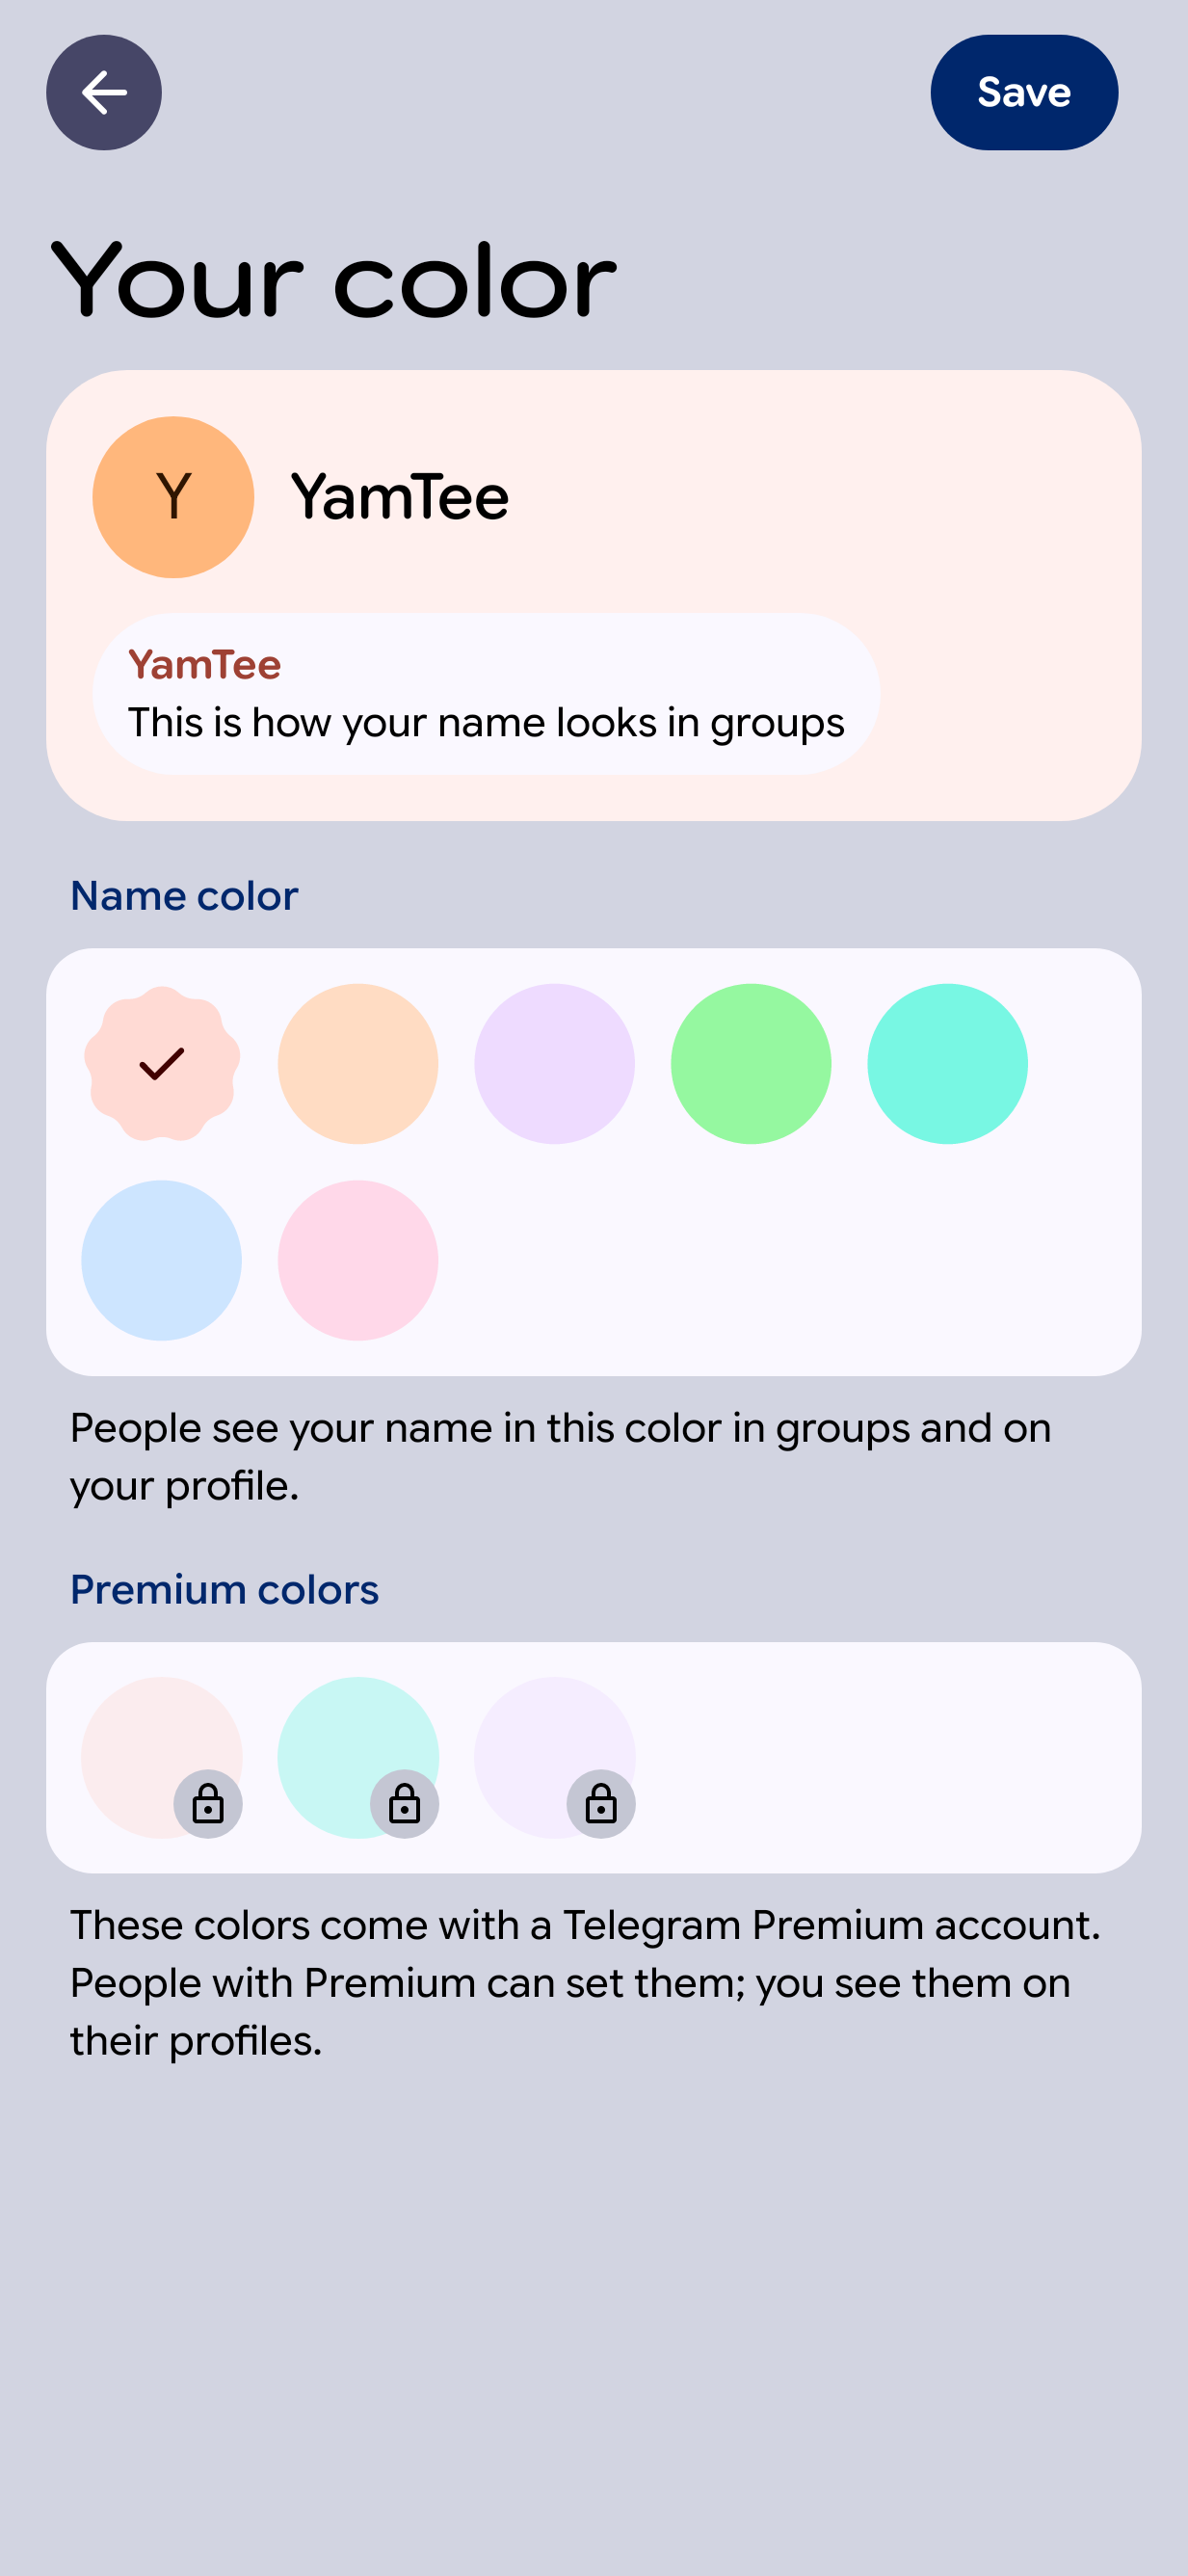 Save
Your color
Y
YamTee
YamTee
This is how your name looks in groups
Name color
People see your name in this color in groups and on
your profile.
Premium colors
These colors come with a Telegram Premium account.
People with Premium can set them; you see them on
their profiles.